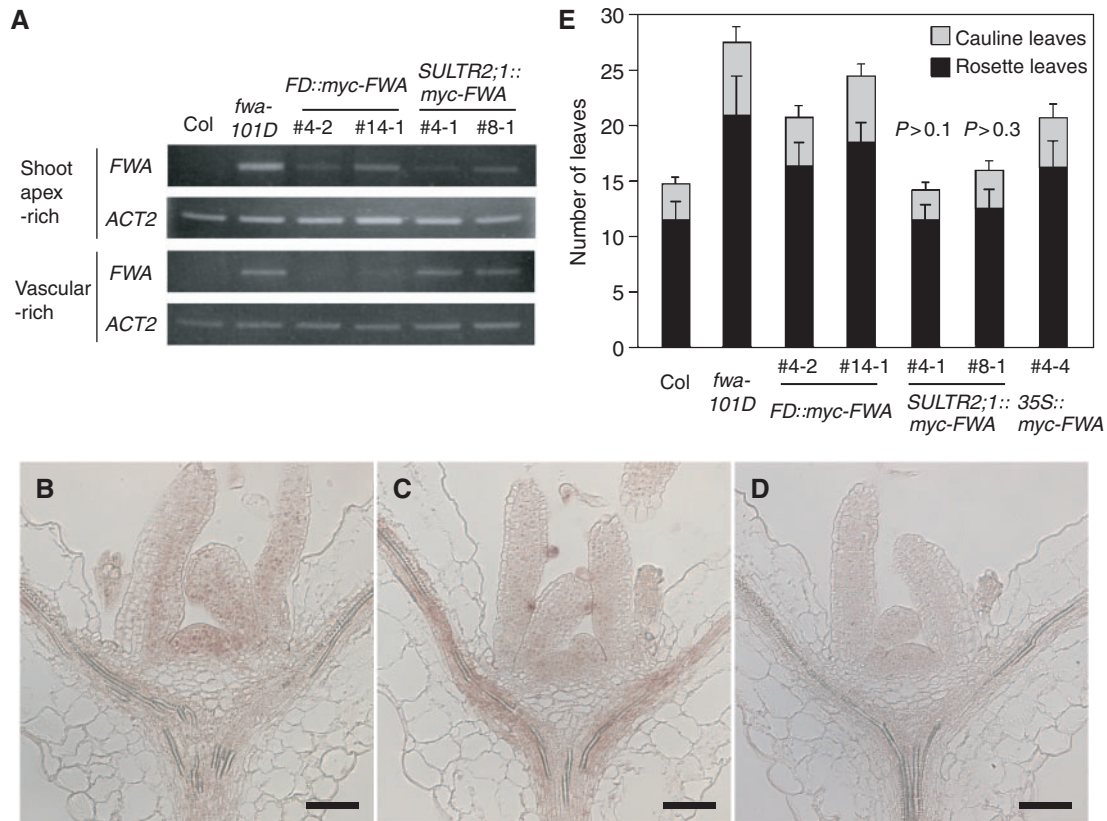 A
Col
fwa-
101D
FD::myc-FWA
#4-2 #14-1
SULTR2;1::
myc-FWA
#4-1 #8-1
Shoot
apex
-rich
FWA
ACT2
Vascular
-rich
FWA
ACT2
E
Number of leaves
30
25
20
15
10
5
0
Cauline leaves
Rosette leaves
P>0.1 P>0.3
Col
fwa-
101D
#4-2 #14-1
FD::myc-FWA
#4-1 #8-1
SULTR2;1::
myc-FWA
#4-4
35S::
myc-FWA
B
C
D